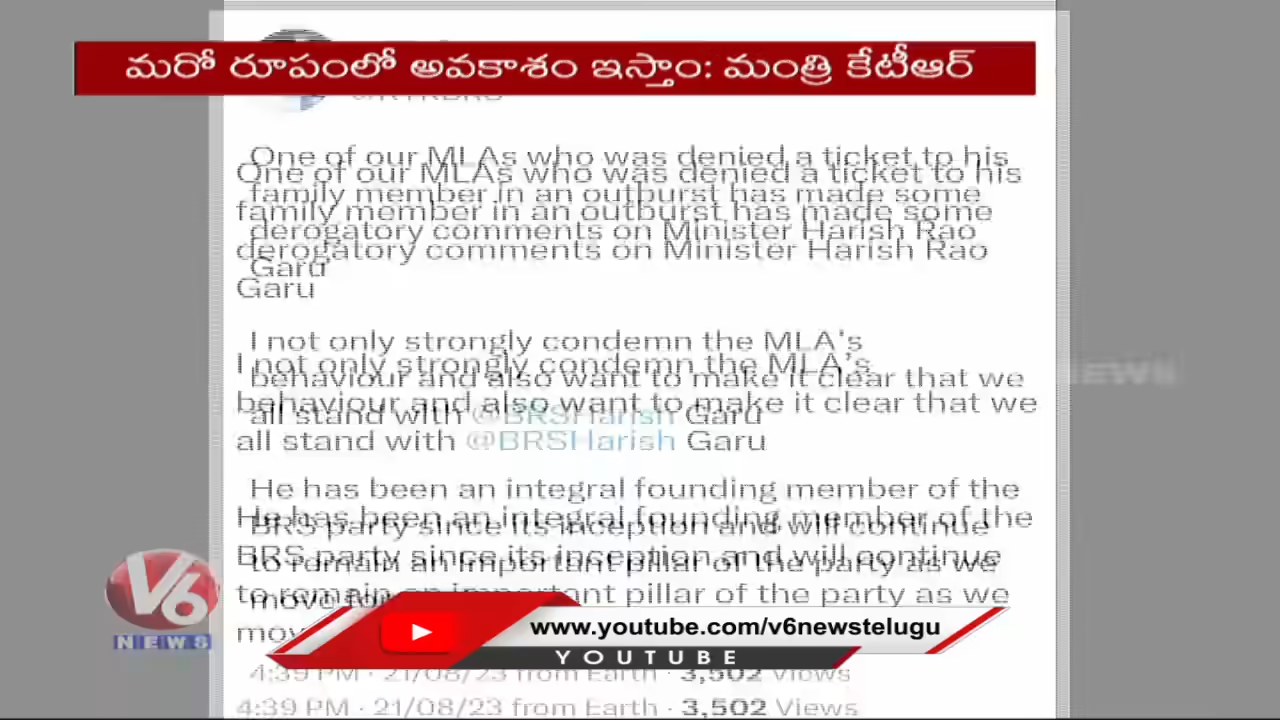 మరో రూపంలో అవకాశం ఇస్తాం: మంత్రి కేటీఆర్
@KTRBRS
One of our MLAs who was denied a ticket to his
family member in an outburst has made some
derogatory comments on Minister Harish Rao
Garu
I not only strongly condemn the MLA's
behaviour and also want to make it clear that we
all stand with @BRSHarish Garu
He has been an integral founding member of the
BRS party since its inception and will continue
to remain an important pillar of the party as we
4:39 PM · 21/08/23 from Earth · 3,502 Views
V6
NEWS
www.youtube.com/v6newstelugu
YOUTUBE
NEWS